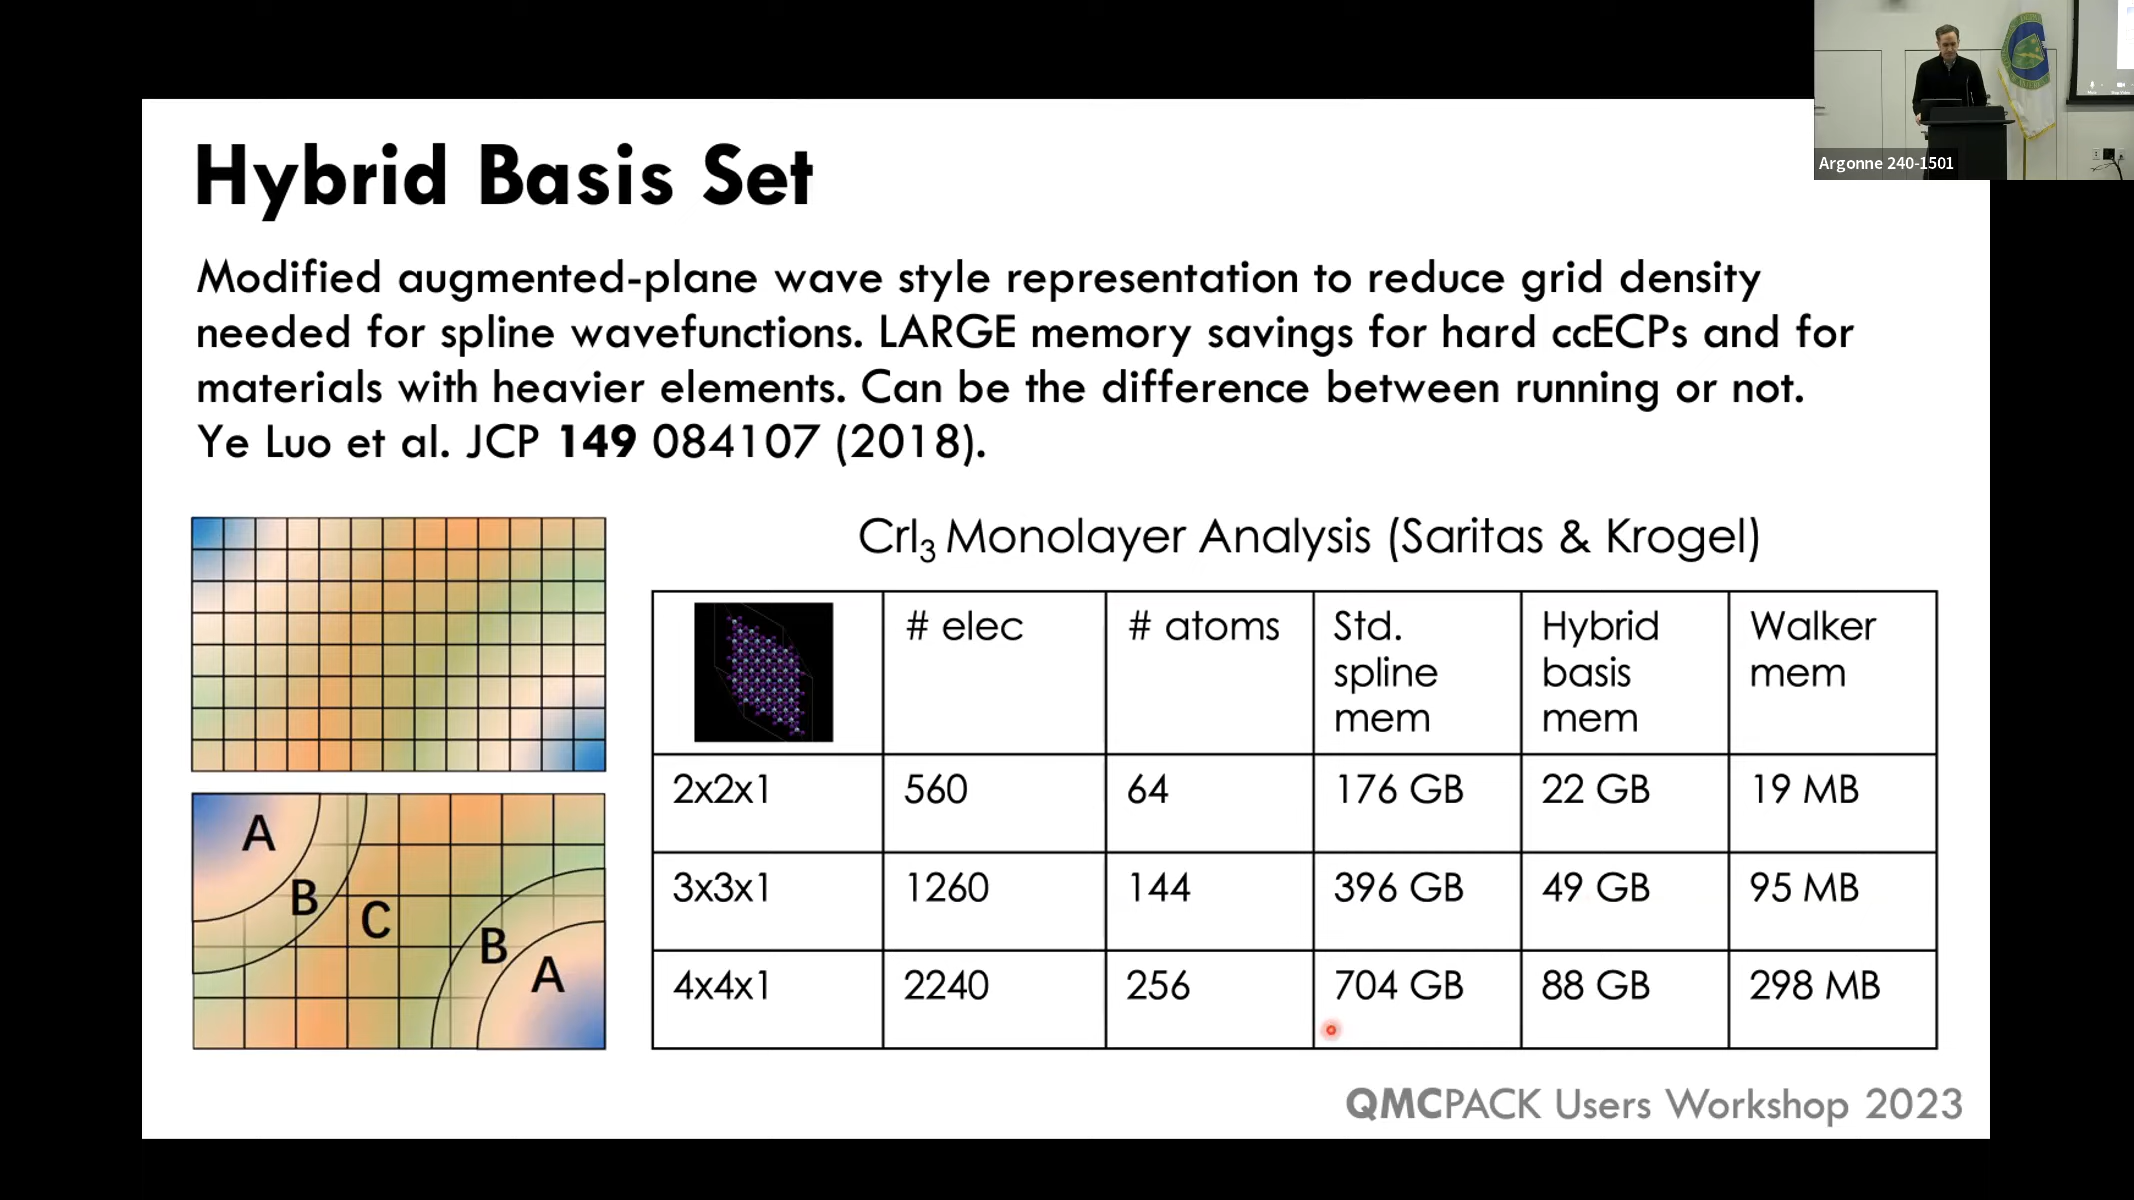 Argonne 240-1501
Hybrid Basis Set
Modified augmented-plane wave style representation to reduce grid density
needed for spline wavefunctions. LARGE memory savings for hard ccECPs and for
materials with heavier elements. Can be the difference between running or not.
Ye Luo et al. JCP 149 084107 (2018).
CrI3 Monolayer Analysis (Saritas & Krogel)
# elec # atoms Std. spline mem Hybrid basis mem Walker mem
2x2x1 560 64 176 GB 22 GB 19 MB
3x3x1 1260 144 396 GB 49 GB 95 MB
4x4x1 2240 256 704 GB 88 GB 298 MB
A
B
C
B
A
QMCPACK Users Workshop 2023